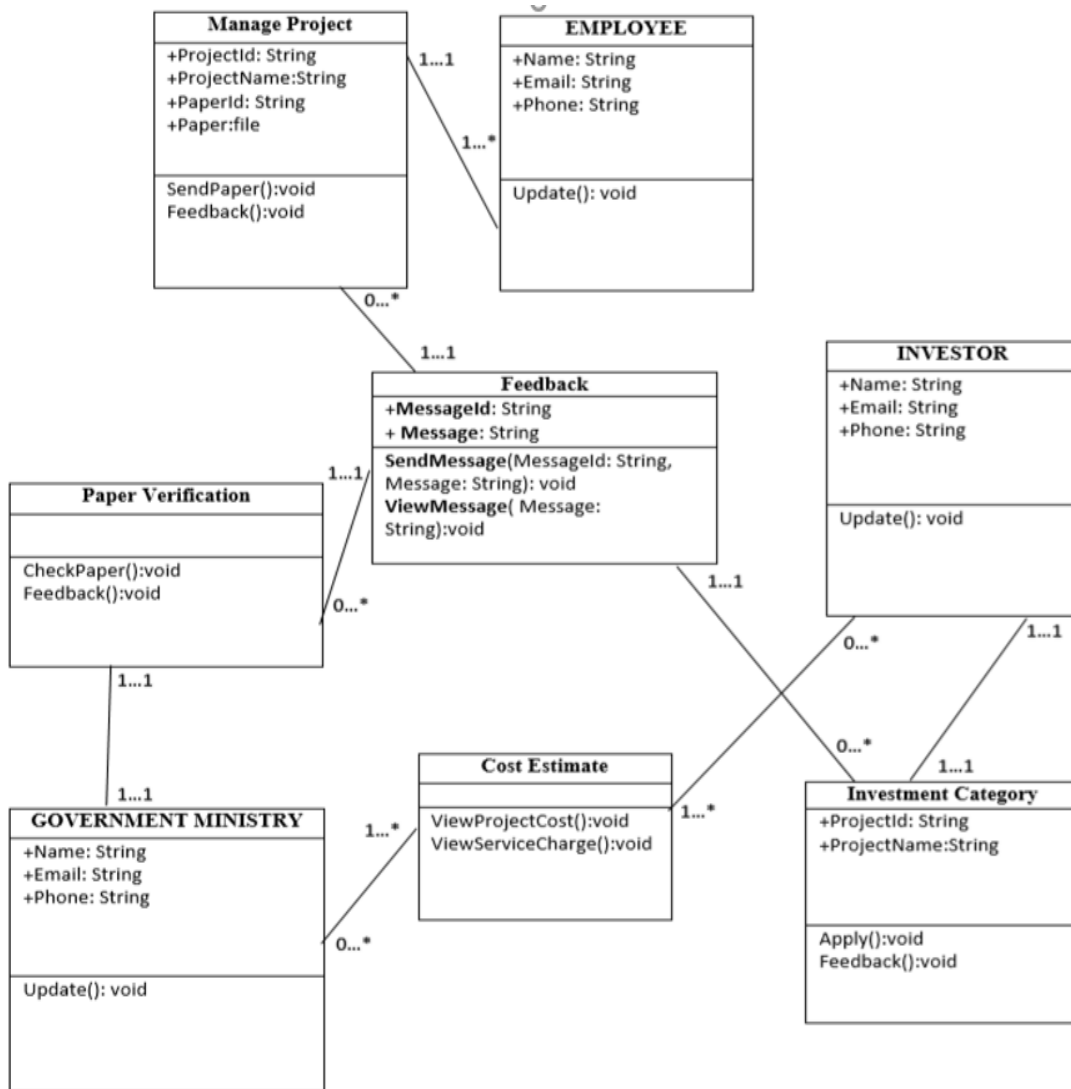 Manage Project
+ProjectId: String
+ProjectName:String
+PaperId: String
+Paper:file
SendPaper():void
Feedback():void
1...1
1...*
EMPLOYEE
+Name: String
+Email: String
+Phone: String
Update(): void
0...*
1...1
Feedback
+MessageId: String
+ Message: String
SendMessage(MessageId: String,
Message: String): void
ViewMessage( Message:
String):void
INVESTOR
+Name: String
+Email: String
+Phone: String
Update(): void
1...1
0...*
Paper Verification
CheckPaper():void
Feedback():void
1...1
1...1
1...1
0...*
0...*
1...1
1...1
Cost Estimate
ViewProjectCost():void
ViewServiceCharge():void
1...*
1...*
0...*
GOVERNMENT MINISTRY
+Name: String
+Email: String
+Phone: String
Update(): void
Investment Category
+ProjectId: String
+ProjectName:String
Apply():void
Feedback():void